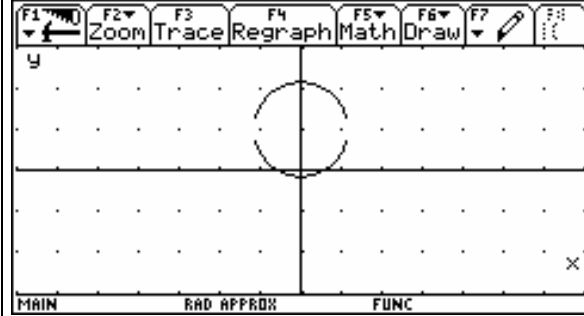 F1 F2 F3 F4 F5 F6 F7
Zoom Trace Regraph Math Draw
y
x
MAIN RAD APPROX FUNC